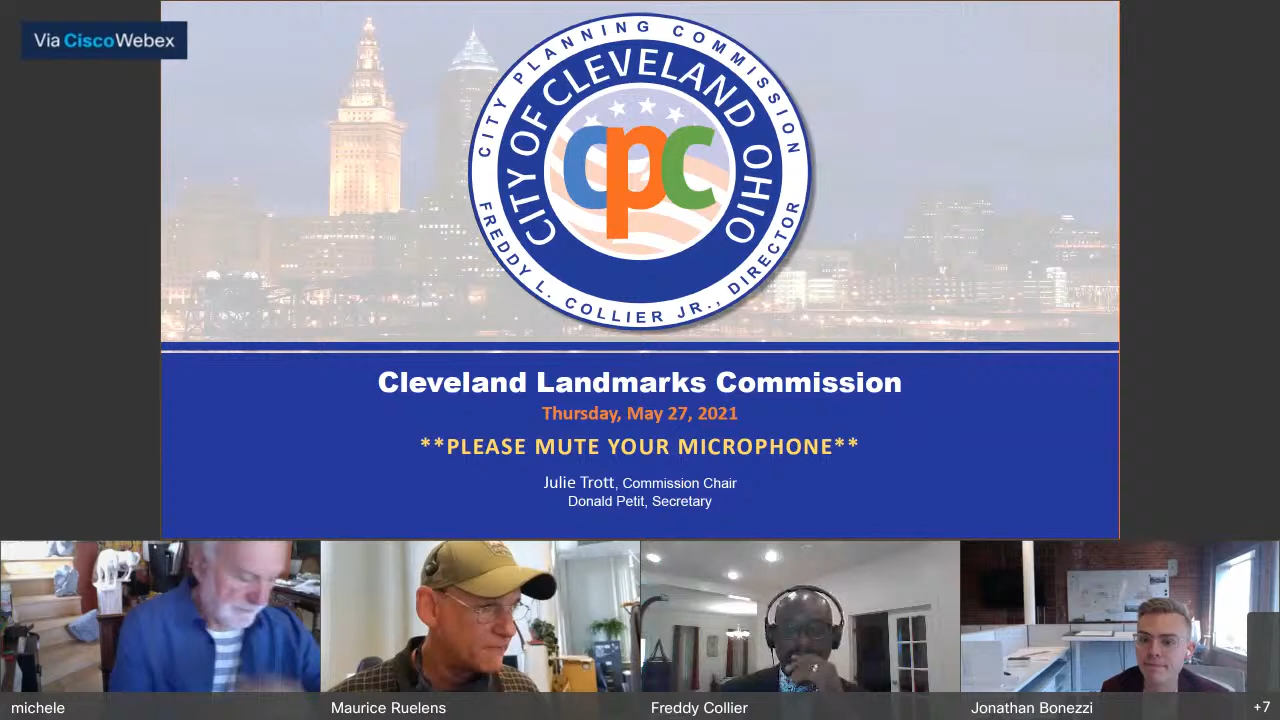 Via Cisco Webex
CITY PLANNING COMMISSION
CITY OF CLEVELAND OHIO
cpc
FREDDY L. COLLIER JR., DIRECTOR
Cleveland Landmarks Commission
Thursday, May 27, 2021
**PLEASE MUTE YOUR MICROPHONE**
Julie Trott, Commission Chair
Donald Petit, Secretary
michele
Maurice Ruelens
Freddy Collier
Jonathan Bonezzi
+7